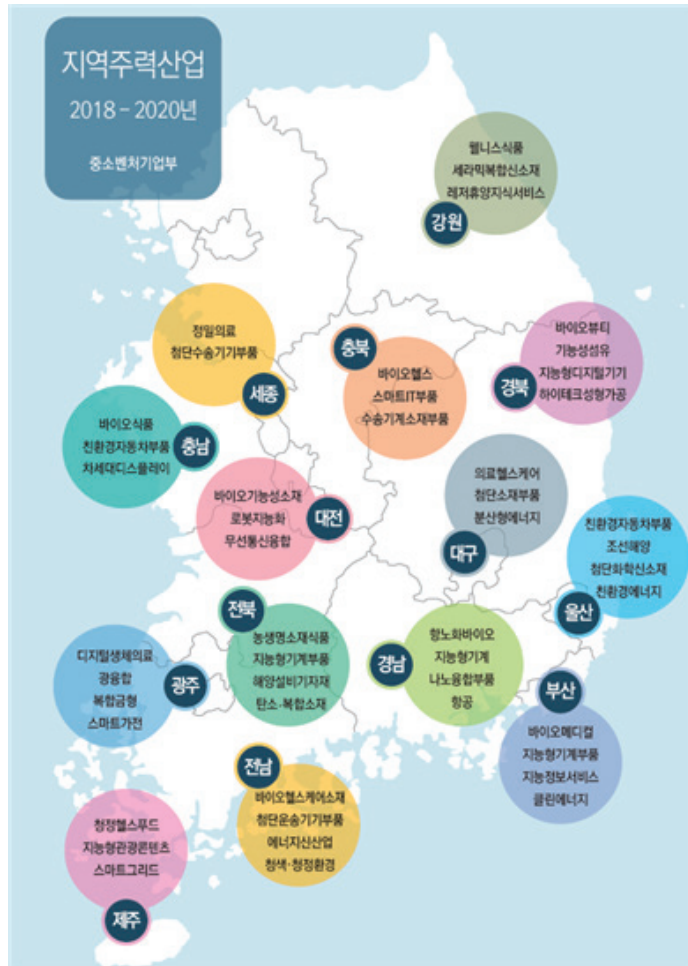 지역주력산업
2018-2020년
중소벤처기업부
웰니스식품
세라믹복합신소재
레저휴양지식서비스
강원
정밀의료
첨단수송기기부품
세종
충북
바이오헬스
스마트IT부품
수송기계소재부품
바이오뷰티
기능성섬유
지능형디지털기기
하이테크성형가공
경북
바이오식품
친환경자동차부품
차세대디스플레이
충남
바이오기능성소재
로봇지능화
무선통신융합
대전
의료헬스케어
첨단소재부품
분산형에너지
대구
친환경자동차부품
조선해양
첨단화학신소재
친환경에너지
울산
전북
농생명소재식품
지능형기계부품
해양설비기자재
탄소·복합소재
디지털생체의료
광융합
복합금형
스마트가전
광주
항노화바이오
지능형기계
나노융합부품
항공
경남
부산
바이오메디컬
지능형기계부품
지능정보서비스
클린에너지
전남
바이오헬스케어소재
첨단운송기기부품
에너지신산업
청색·청정환경
청정헬스푸드
지능형관광콘텐츠
스마트그리드
제주